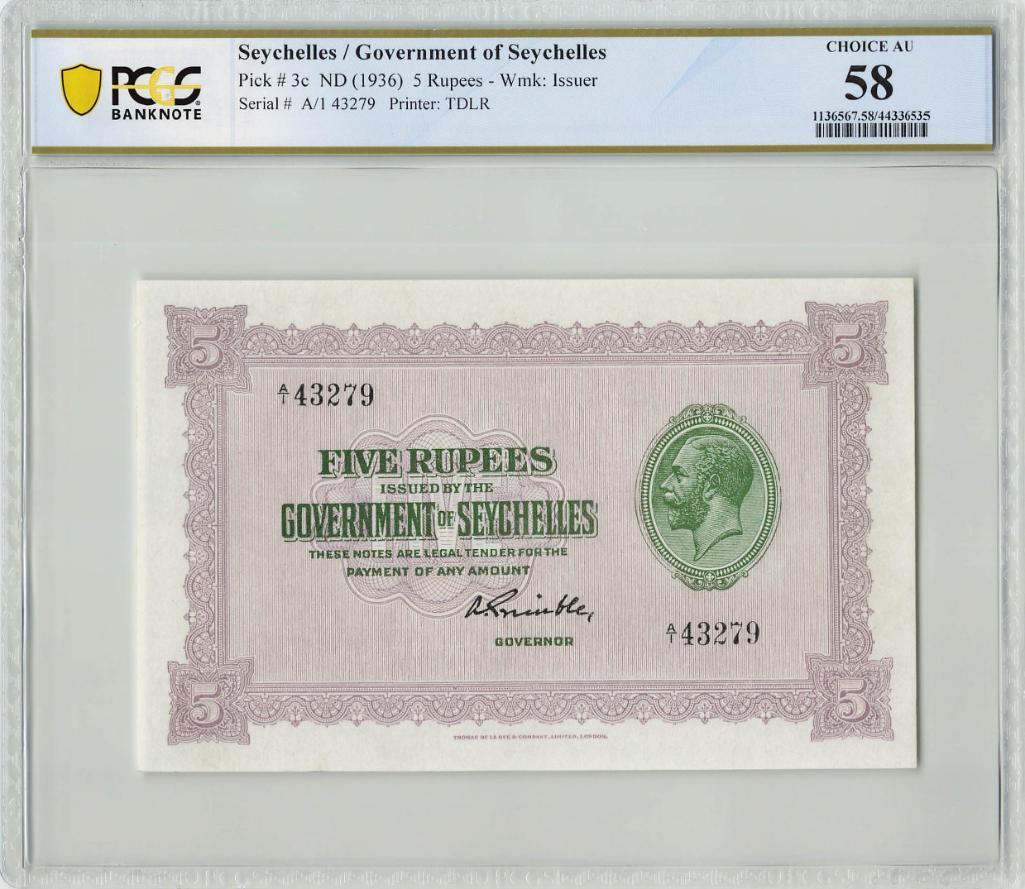 PCGS
BANKNOTE
Seychelles / Government of Seychelles
Pick # 3c ND (1936) 5 Rupees - Wmk: Issuer
Serial # A/1 43279 Printer: TDLR
CHOICE AU
58
1136567.58/44336535
5
5
A/1 43279
FIVE RUPEES
ISSUED BY THE
GOVERNMENT OF SEYCHELLES
THESE NOTES ARE LEGAL TENDER FOR THE
PAYMENT OF ANY AMOUNT
GOVERNOR
A/1 43279
5
5
THOMAS DE LA RUE & COMPANY, LIMITED, LONDON.